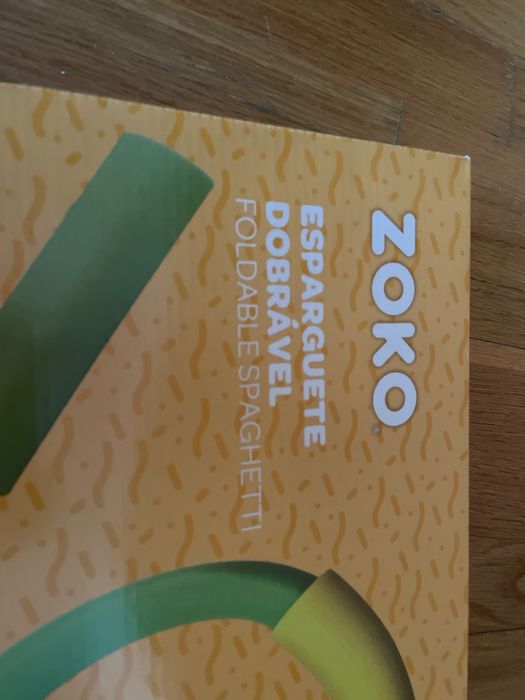 ZOKO
ESPARGUETE
DOBRÁVEL
FOLDABLE SPAGHETTI